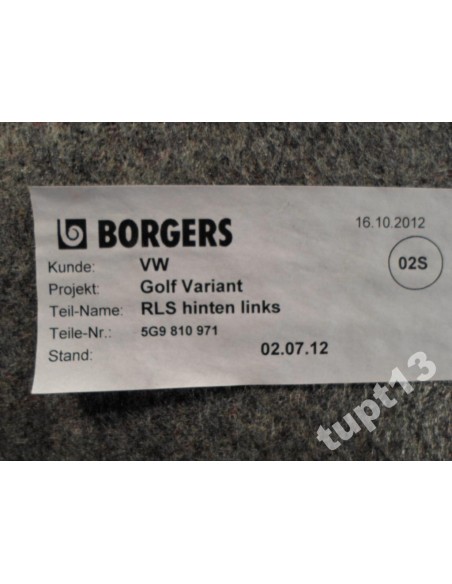 BORGERS
16.10.2012
Kunde: VW
02S
Projekt: Golf Variant
Teil-Name: RLS hinten links
Teile-Nr.: 5G9 810 971
Stand: 02.07.12
tupt13